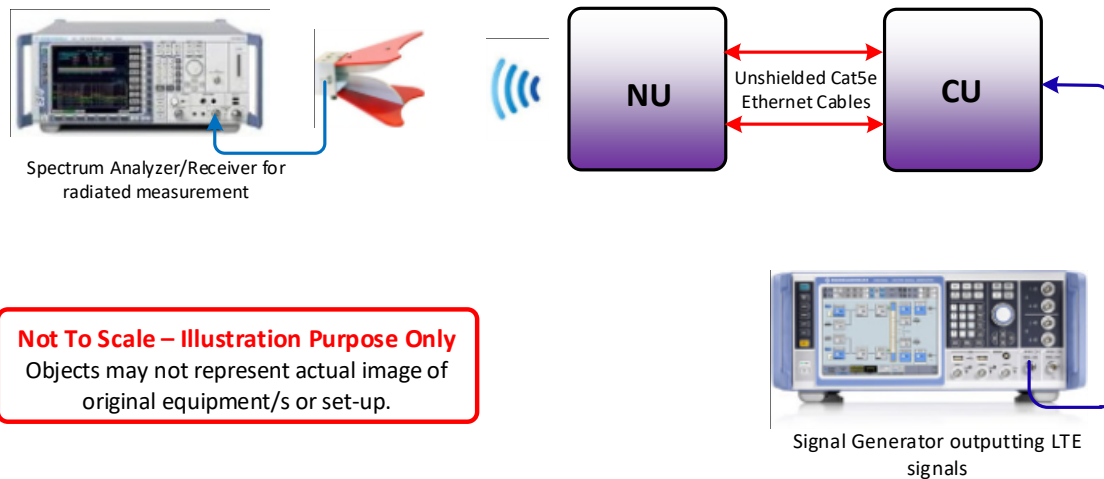 NU
Unshielded Cat5e
Ethernet Cables
CU
Spectrum Analyzer/Receiver for
radiated measurement
Not To Scale – Illustration Purpose Only
Objects may not represent actual image of
original equipment/s or set-up.
Signal Generator outputting LTE
signals